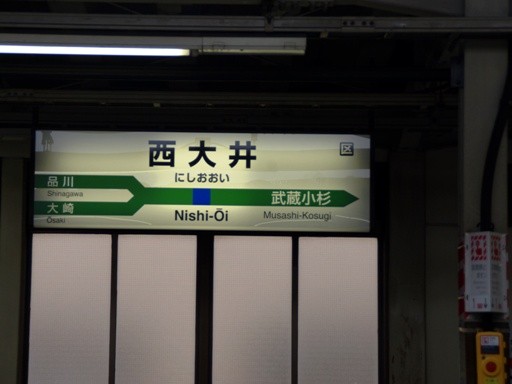 西大井
区
にしおおい
品川
Shinagawa
大崎
Ōsaki
武蔵小杉
Nishi-Ōi
Musashi-Kosugi